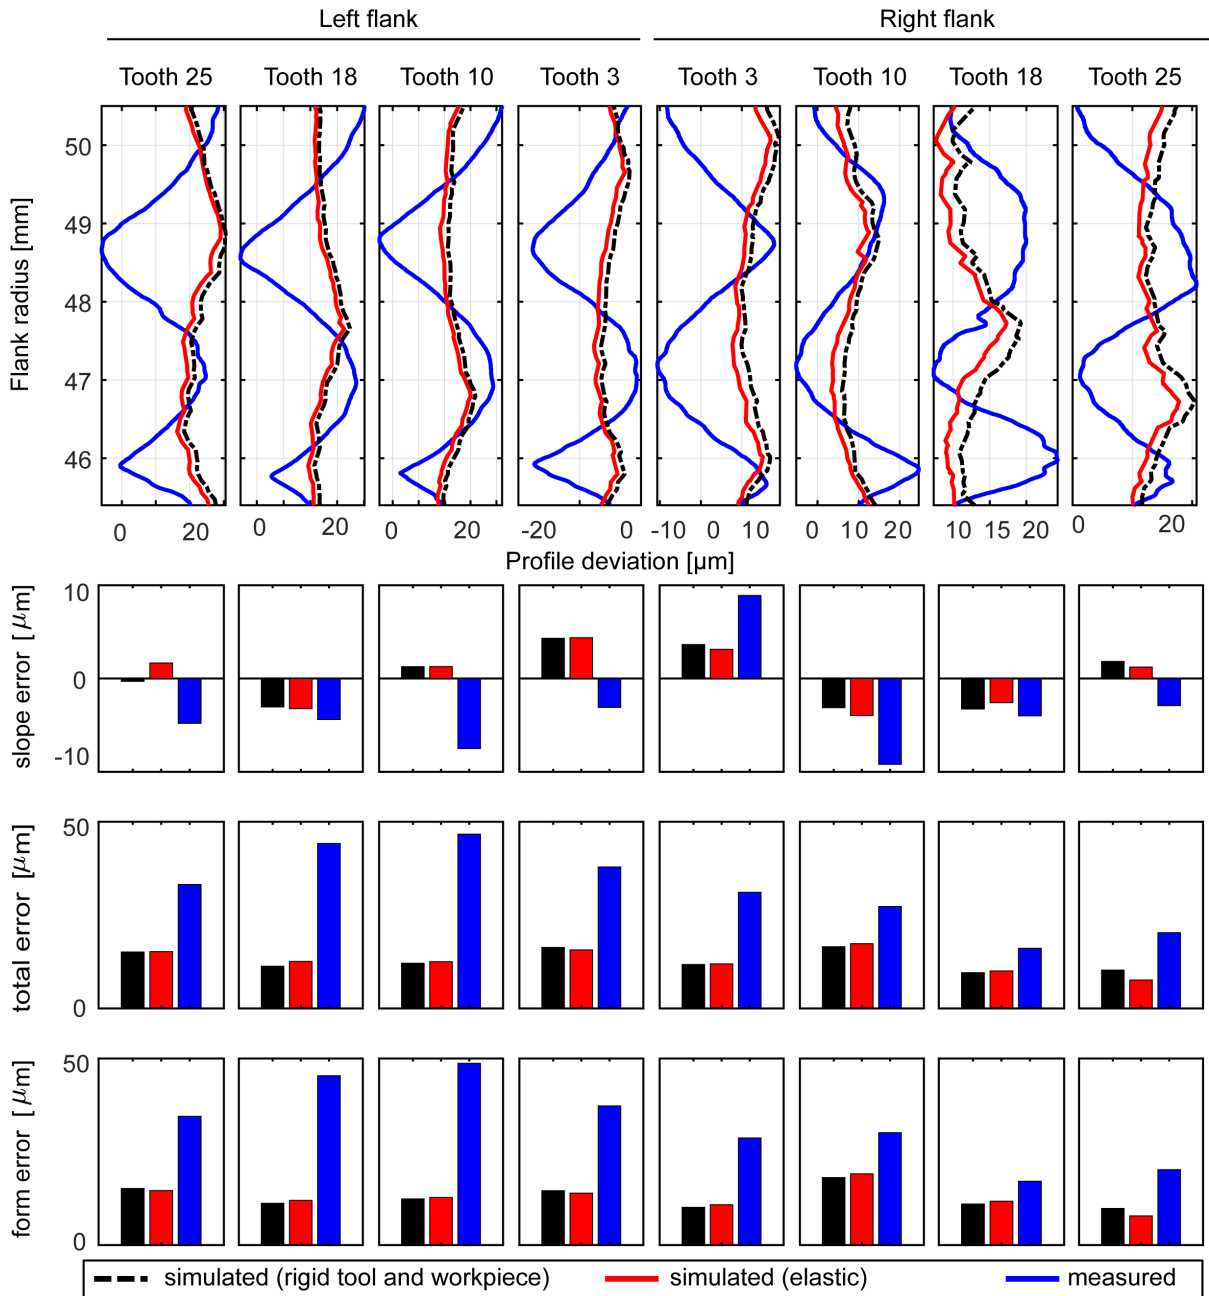 Left flank Right flank
Tooth 25 Tooth 18 Tooth 10 Tooth 3 Tooth 3 Tooth 10 Tooth 18 Tooth 25
Flank radius [mm]
50
49
48
47
46
0 20 0 20 0 20 -20 0 -10 0 10 0 10 20 10 15 20 0 20
Profile deviation [µm]
slope error [μm]
10
0
-10
total error [μm]
50
0
form error [μm]
50
0
simulated (rigid tool and workpiece) simulated (elastic) measured